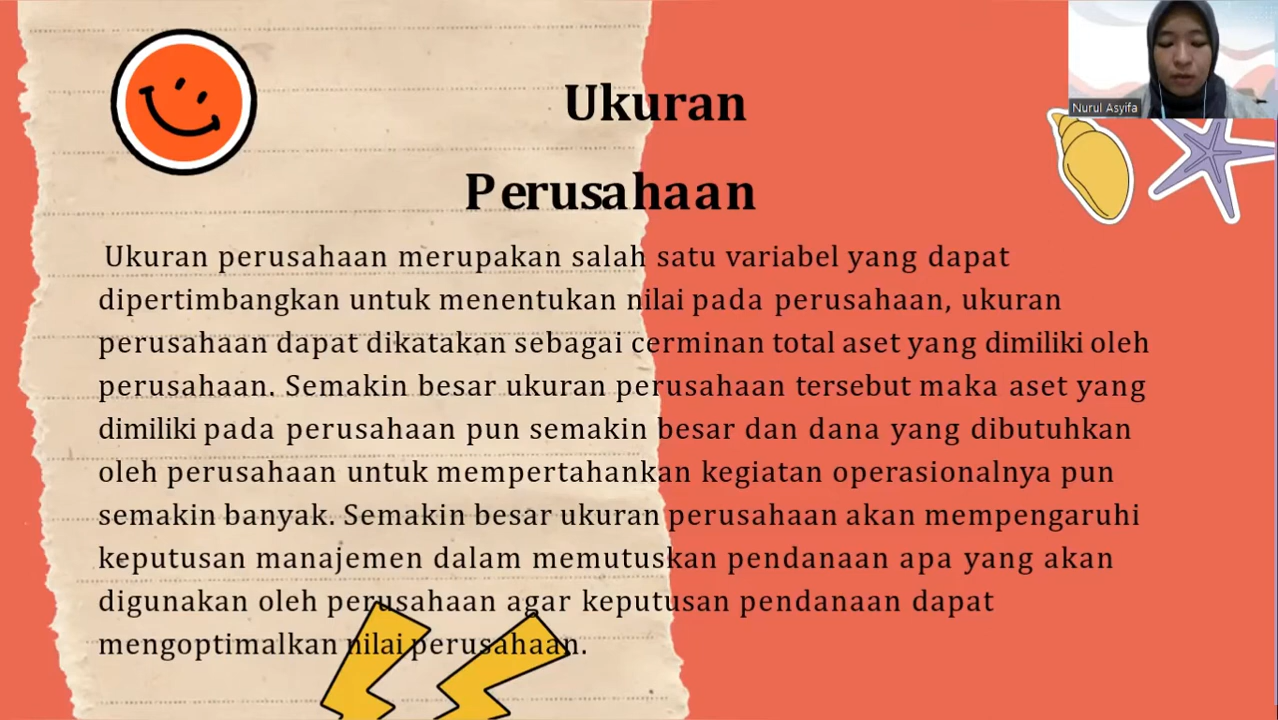 Ukuran
Perusahaan
Nurul Asyifa
Ukuran perusahaan merupakan salah satu variabel yang dapat
dipertimbangkan untuk menentukan nilai pada perusahaan, ukuran
perusahaan dapat dikatakan sebagai cerminan total aset yang dimiliki oleh
perusahaan. Semakin besar ukuran perusahaan tersebut maka aset yang
dimiliki pada perusahaan pun semakin besar dan dana yang dibutuhkan
oleh perusahaan untuk mempertahankan kegiatan operasionalnya pun
semakin banyak. Semakin besar ukuran perusahaan akan mempengaruhi
keputusan manajemen dalam memutuskan pendanaan apa yang akan
digunakan oleh perusahaan agar keputusan pendanaan dapat
mengoptimalkan nilai perusahaan.